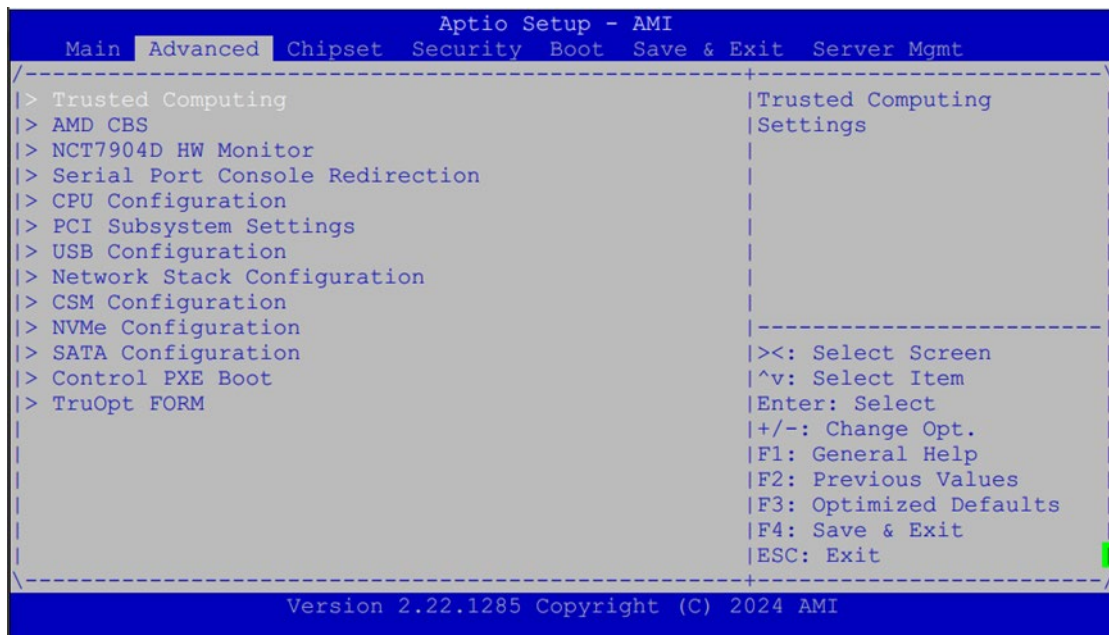 Aptio Setup - AMI
Main Advanced Chipset Security Boot Save & Exit Server Mgmt
/----------------------------------------------------+-------------------------\
|> Trusted Computing |Trusted Computing |
|> AMD CBS |Settings |
|> NCT7904D HW Monitor | |
|> Serial Port Console Redirection | |
|> CPU Configuration | |
|> PCI Subsystem Settings | |
|> USB Configuration | |
|> Network Stack Configuration | |
|> CSM Configuration | |
|> NVMe Configuration |-------------------------|
|> SATA Configuration |><: Select Screen |
|> Control PXE Boot |^v: Select Item |
|> TruOpt FORM |Enter: Select |
| |+/-: Change Opt. |
| |F1: General Help |
| |F2: Previous Values |
| |F3: Optimized Defaults |
| |F4: Save & Exit |
| |ESC: Exit
\----------------------------------------------------+-------------------------/
Version 2.22.1285 Copyright (C) 2024 AMI